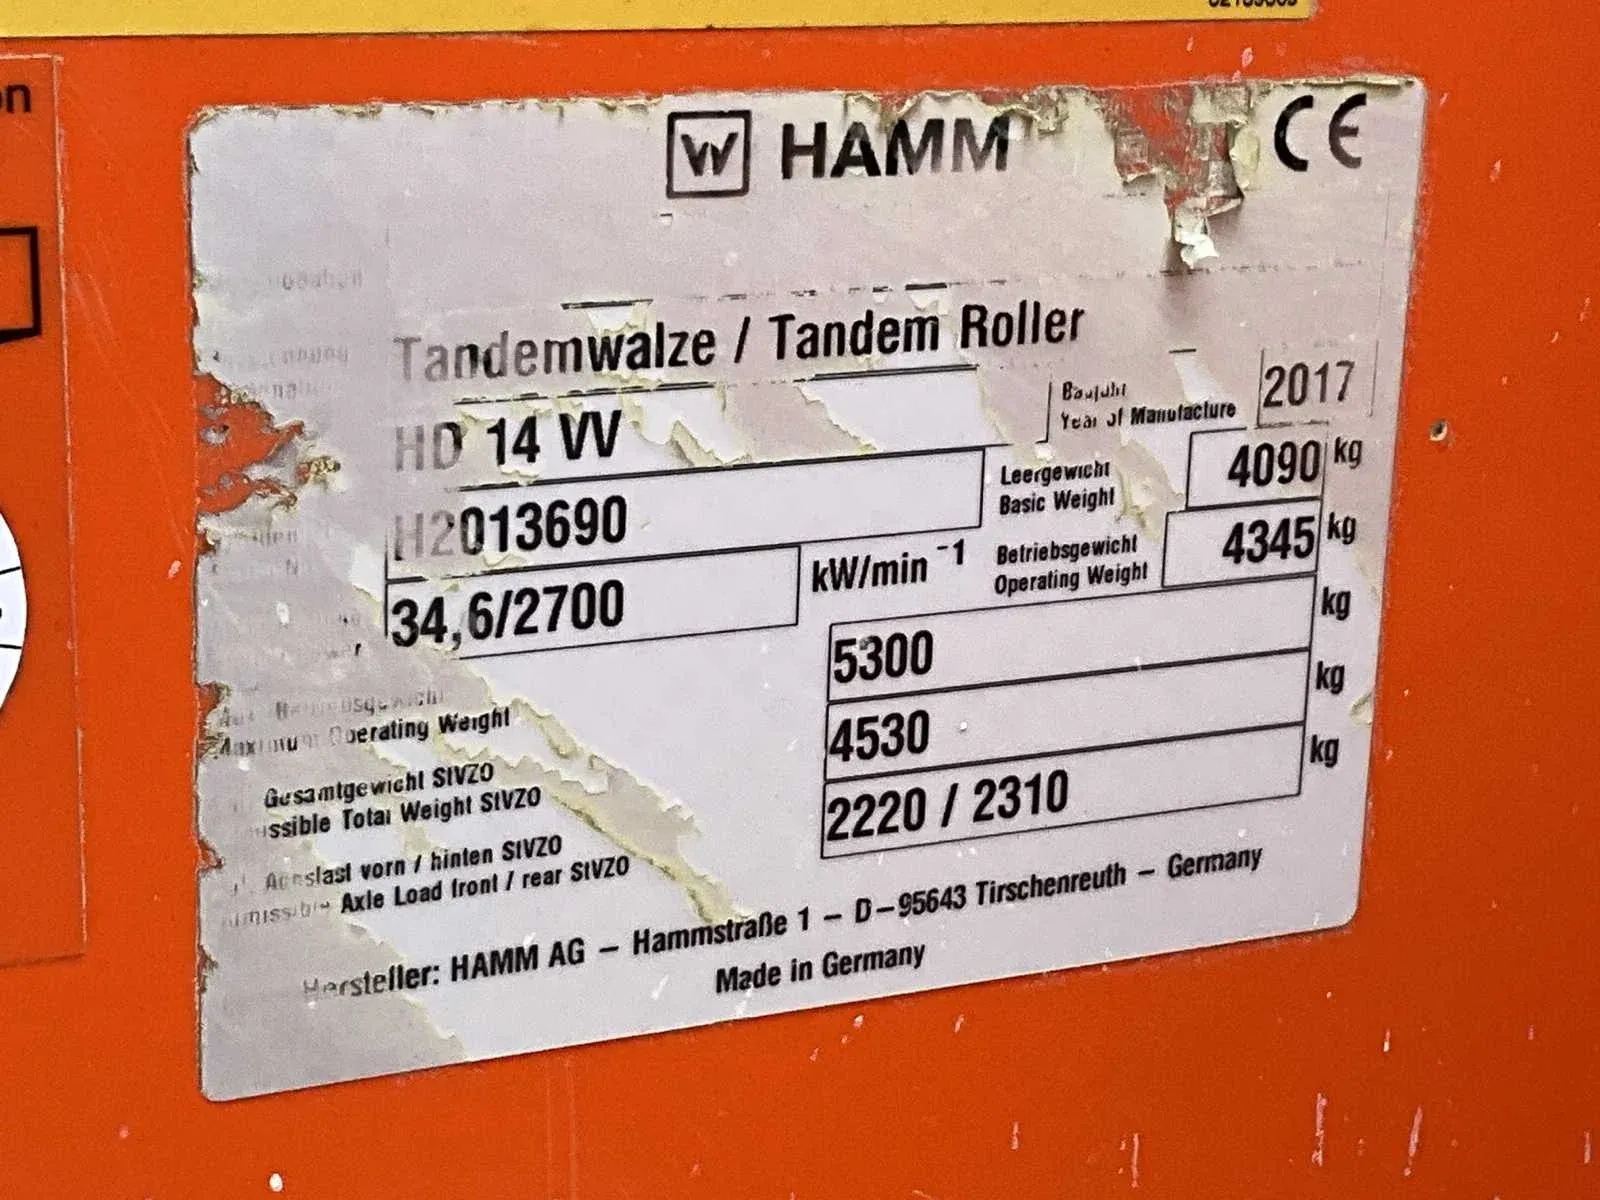 on
HAMM CE
Tandemwalze / Tandem Roller
HD 14 VV
Baujahr
Year of Manufacture
2017
H2013690
Leergewicht
Basic Weight
4090 kg
34,6/2700 kW/min -1
Betriebsgewicht
Operating Weight
4345 kg
Maximum Operating Weight
5300 kg
Gesamtgewicht StVZO
Total Weight StVZO
4530 kg
vorn / hinten StVZO
Axle Load front / rear StVZO
2220 / 2310 kg
Hersteller: HAMM AG – Hammstraße 1 – D–95643 Tirschenreuth – Germany
Made in Germany